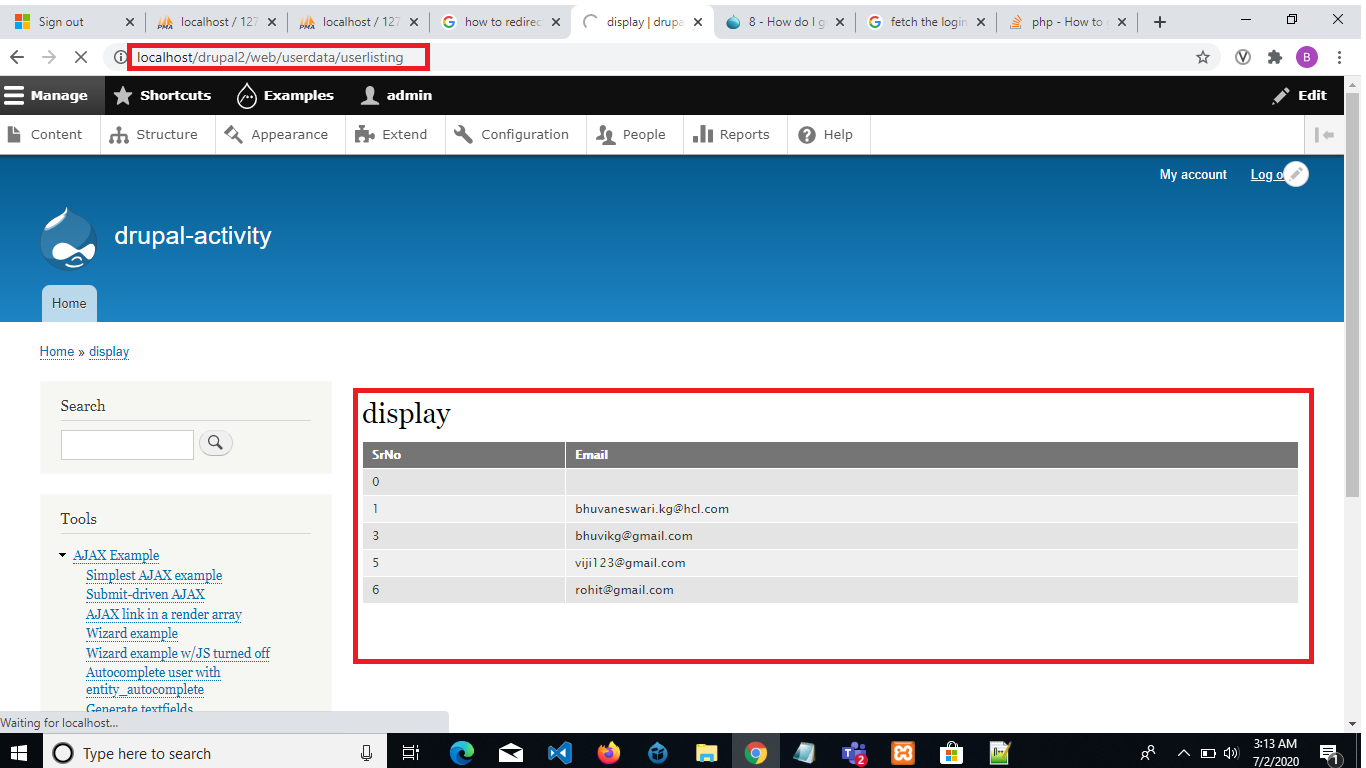 Sign out
localhost / 127
localhost / 127
how to redirec
display | drupa
8 - How do I g
fetch the login
php - How to
localhost/drupal2/web/userdata/userlisting
B
Manage Shortcuts Examples admin Edit
Content Structure Appearance Extend Configuration People Reports Help
My account Log o
drupal-activity
Home
Home » display
Search
Tools
AJAX Example
Simplest AJAX example
Submit-driven AJAX
AJAX link in a render array
Wizard example
Wizard example w/JS turned off
Autocomplete user with
entity_autocomplete
Generate textfields
display
SrNo Email
0
1 bhuvaneswari.kg@hcl.com
3 bhuvikg@gmail.com
5 viji123@gmail.com
6 rohit@gmail.com
Waiting for localhost...
Type here to search
2
3:13 AM
7/2/2020
1